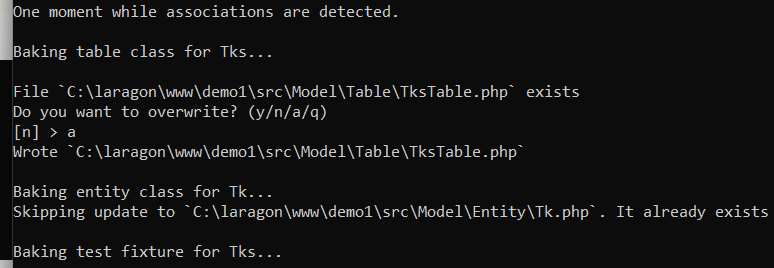 One moment while associations are detected.
Baking table class for Tks...
File `C:\laragon\www\demo1\src\Model\Table\TksTable.php` exists
Do you want to overwrite? (y/n/a/q)
[n] > a
Wrote `C:\laragon\www\demo1\src\Model\Table\TksTable.php`
Baking entity class for Tk...
Skipping update to `C:\laragon\www\demo1\src\Model\Entity\Tk.php`. It already exists
Baking test fixture for Tks...